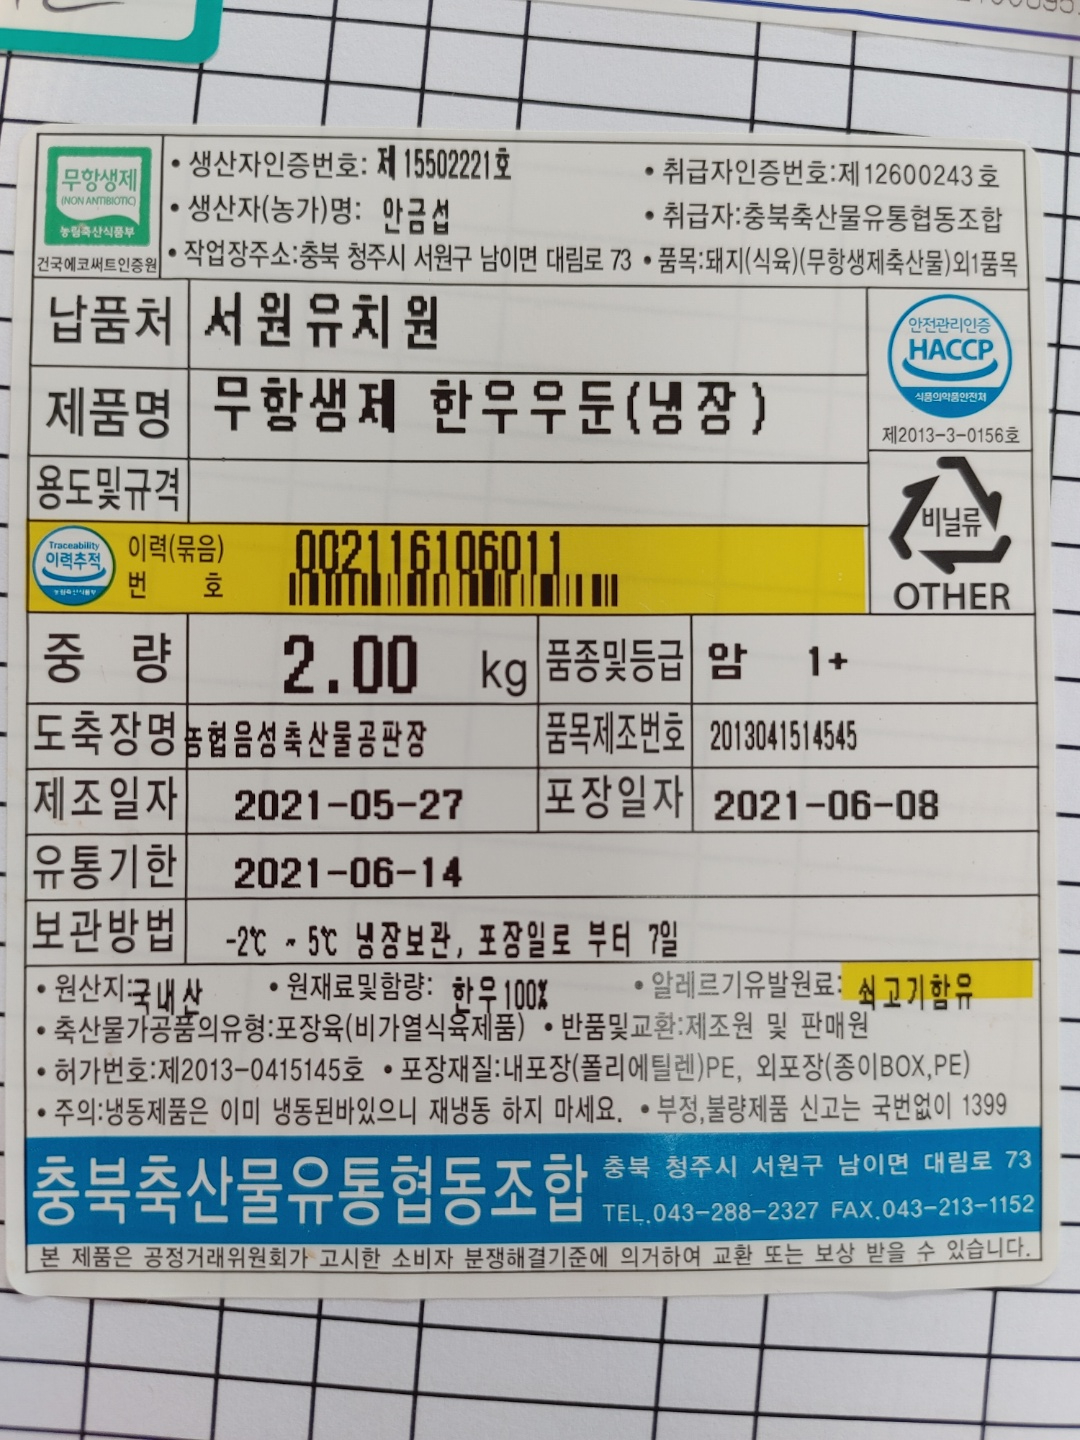 무항생제
(NON ANTIBIOTIC)
농림축산식품부
건국에코써트인증원
• 생산자인증번호: 제 15502221호
• 취급자인증번호:제12600243호
• 생산자(농가)명: 안금섭
• 취급자:충북축산물유통협동조합
• 작업장주소:충북 청주시 서원구 남이면 대림로 73 • 품목:돼지(식육)(무항생제축산물)외1품목
납품처 서원유치원
안전관리인증
HACCP
식품의약품안전처
제2013-3-0156호
제품명 무항생제 한우우둔(냉장)
용도및규격
비닐류
OTHER
Traceability
이력추적
농림축산식품부
이력(묶음)
번 호
002116106011
중 량 2.00 kg 품종및등급 암 1+
도축장명 농협음성축산물공판장 품목제조번호 2013041514545
제조일자 2021-05-27 포장일자 2021-06-08
유통기한 2021-06-14
보관방법 -2℃ ~ 5℃ 냉장보관, 포장일로 부터 7일
• 원산지:국내산 • 원재료및함량: 한우100% • 알레르기유발원료: 쇠고기함유
• 축산물가공품의유형:포장육(비가열식육제품) • 반품및교환:제조원 및 판매원
• 허가번호:제2013-0415145호 • 포장재질:내포장(폴리에틸렌)PE, 외포장(종이BOX,PE)
• 주의:냉동제품은 이미 냉동된바있으니 재냉동 하지 마세요. • 부정,불량제품 신고는 국번없이 1399
충북축산물유통협동조합
충북 청주시 서원구 남이면 대림로 73
TEL.043-288-2327 FAX.043-213-1152
본 제품은 공정거래위원회가 고시한 소비자 분쟁해결기준에 의거하여 교환 또는 보상 받을 수 있습니다.